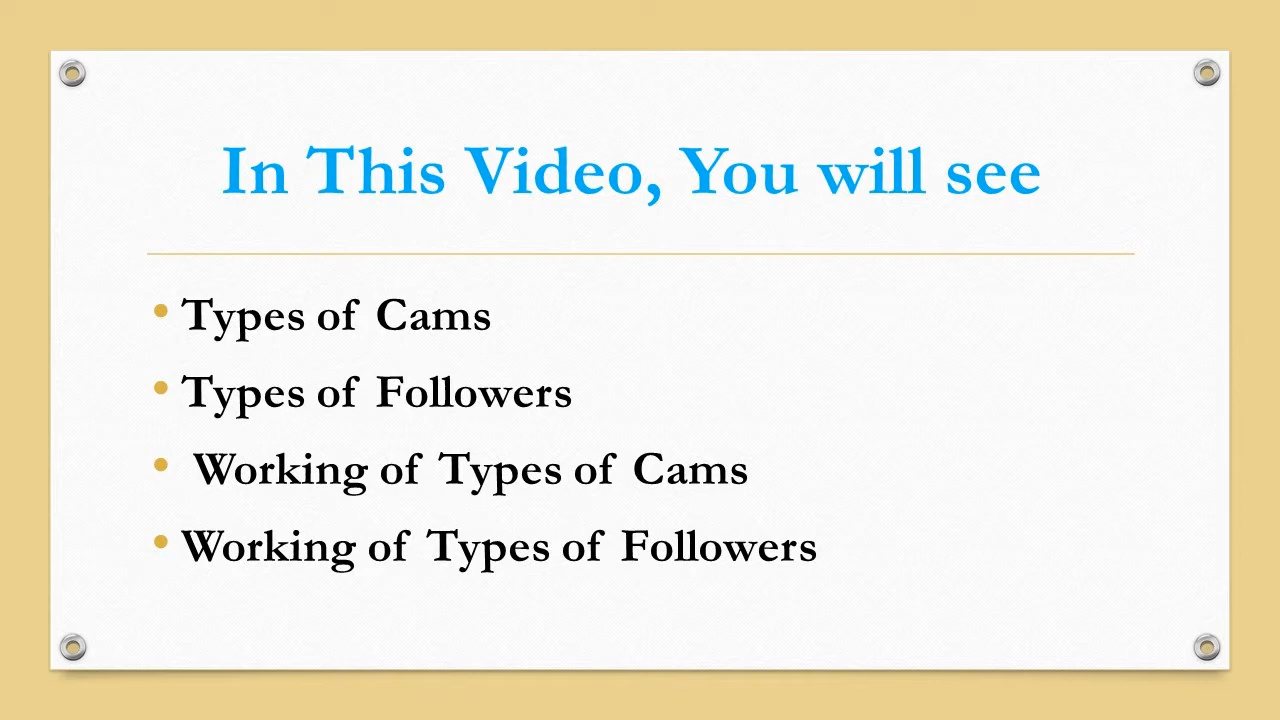 In This Video, You will see
• Types of Cams
• Types of Followers
• Working of Types of Cams
• Working of Types of Followers